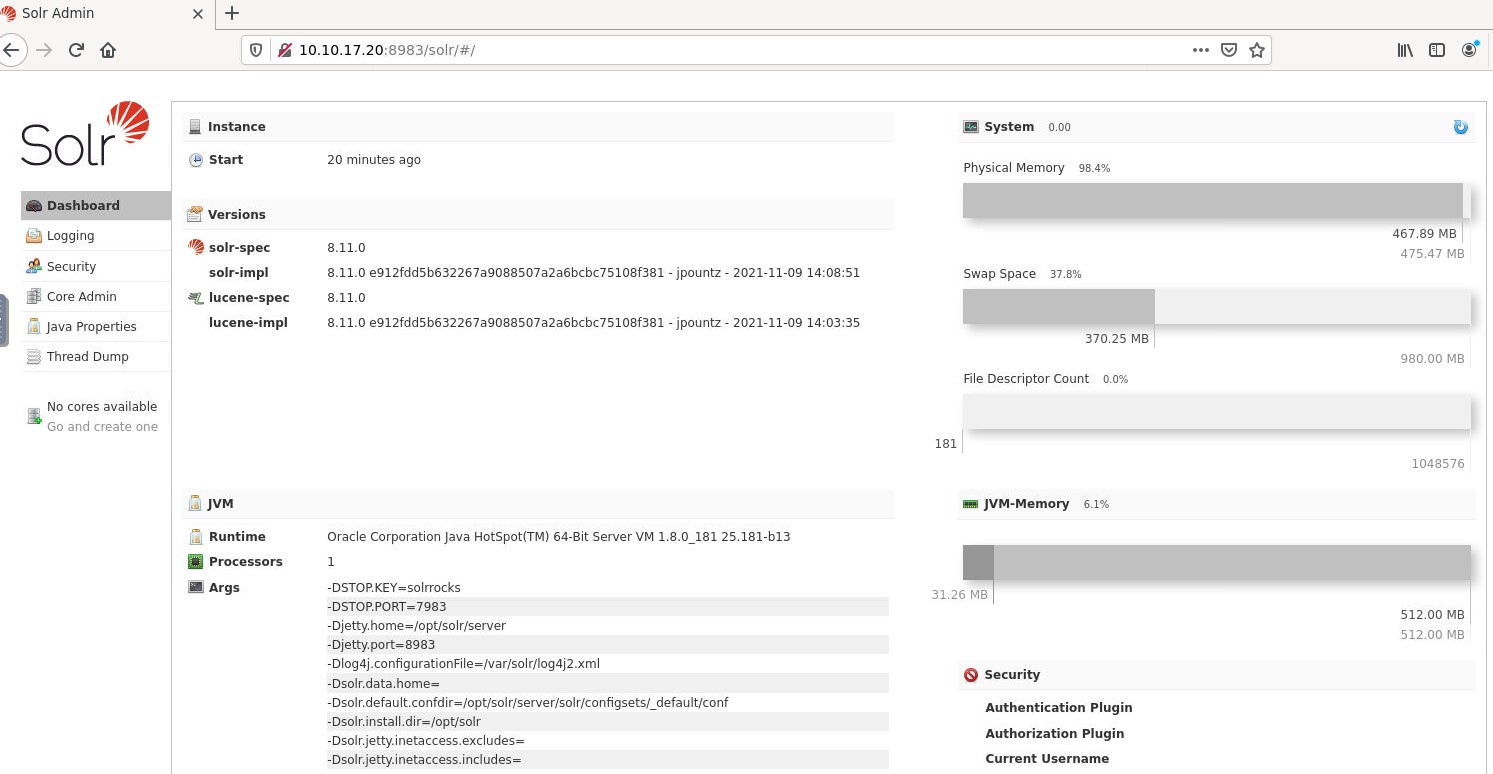 Solr Admin
10.10.17.20:8983/solr/#/
Solr
Dashboard
Logging
Security
Core Admin
Java Properties
Thread Dump
No cores available
Go and create one
Instance
Start 20 minutes ago
Versions
solr-spec 8.11.0
solr-impl 8.11.0 e912fdd5b632267a9088507a2a6bcbc75108f381 - jpountz - 2021-11-09 14:08:51
lucene-spec 8.11.0
lucene-impl 8.11.0 e912fdd5b632267a9088507a2a6bcbc75108f381 - jpountz - 2021-11-09 14:03:35
JVM
Runtime Oracle Corporation Java HotSpot(TM) 64-Bit Server VM 1.8.0_181 25.181-b13
Processors 1
Args -DSTOP.KEY=solrrocks
-DSTOP.PORT=7983
-Djetty.home=/opt/solr/server
-Djetty.port=8983
-Dlog4j.configurationFile=/var/solr/log4j2.xml
-Dsolr.data.home=
-Dsolr.default.confdir=/opt/solr/server/solr/configsets/_default/conf
-Dsolr.install.dir=/opt/solr
-Dsolr.jetty.inetaccess.excludes=
-Dsolr.jetty.inetaccess.includes=
System 0.00
Physical Memory 98.4%
467.89 MB
475.47 MB
Swap Space 37.8%
370.25 MB
980.00 MB
File Descriptor Count 0.0%
181
1048576
JVM-Memory 6.1%
31.26 MB
512.00 MB
512.00 MB
Security
Authentication Plugin
Authorization Plugin
Current Username